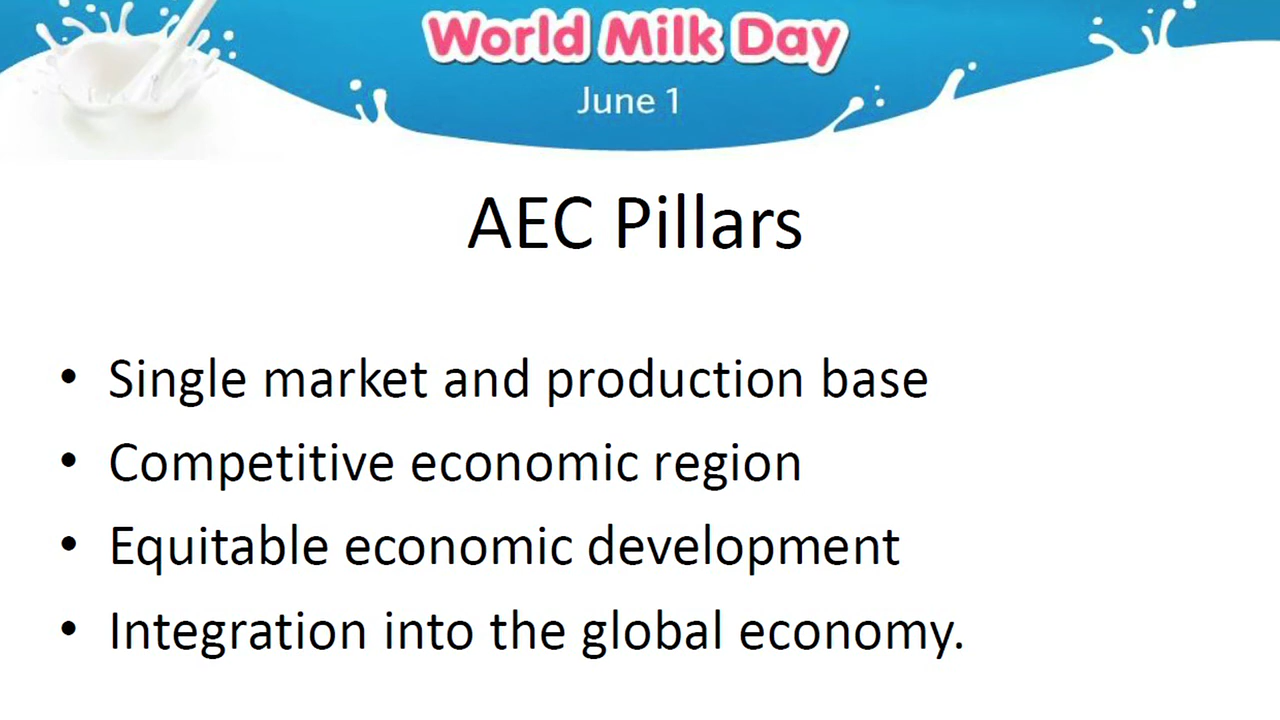 World Milk Day
June 1
AEC Pillars
• Single market and production base
• Competitive economic region
• Equitable economic development
• Integration into the global economy.